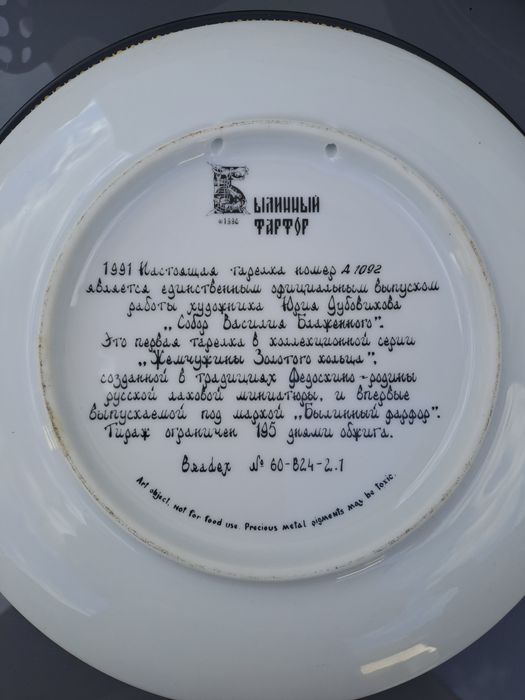 Былинный
©1990
фарфор
1991 Настоящая тарелка номер A 1092
является единственным официальным выпуском
работы художника Юрия Дубовикова
„Собор Василия Блаженного".
Это первая тарелка в коллекционной серии
„Жемчужины Золотого кольца",
созданной в традициях Федоскино-родины
русской лаковой миниатюры, и впервые
выпускаемой под маркой „Былинный фарфор".
Тираж ограничен 195 днями обжига.
Bradex № 60-B24-2.1
Art object. Not for food use. Precious metal pigments may be toxic.